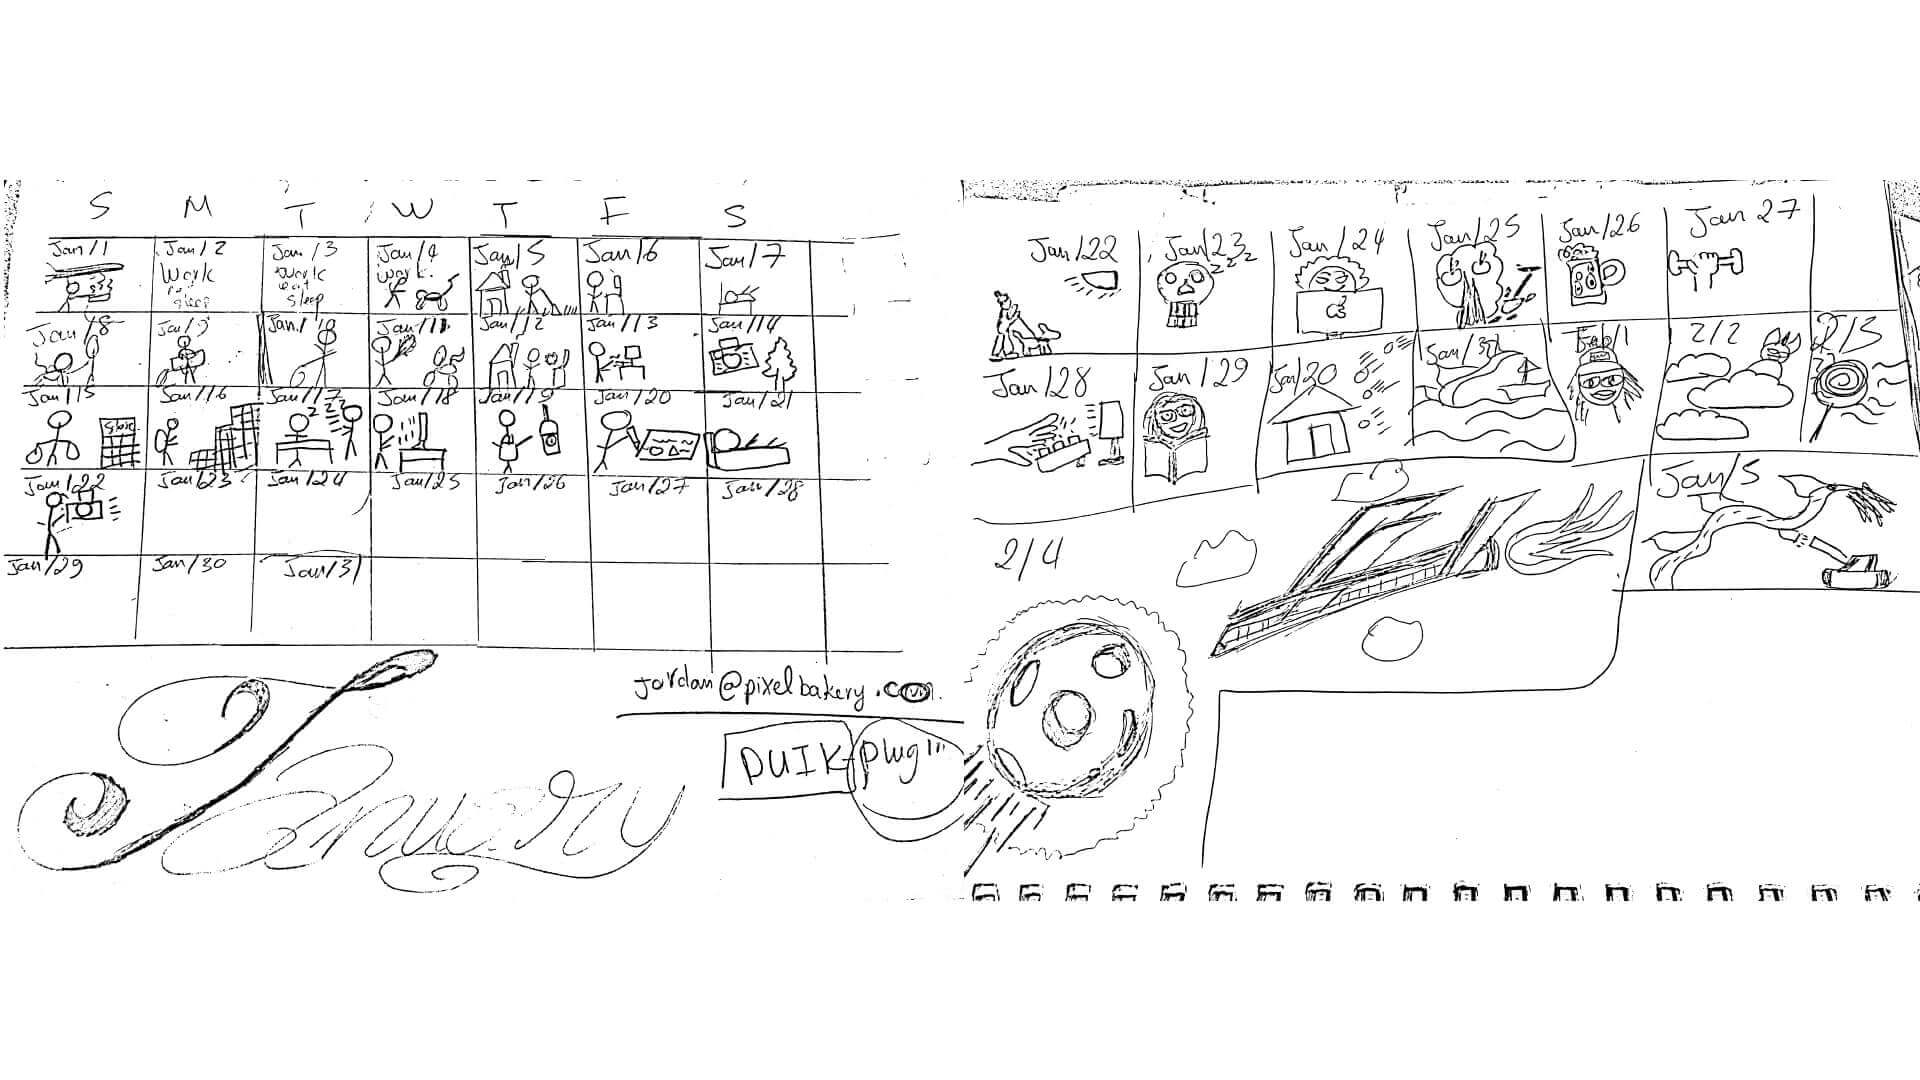 S M T W T F S
Jan/1 Jan/2 Jan/3 Jan/4 Jan/5 Jan/6 Jan/7
Work Work Work
eat
sleep sleep
Jan/8 Jan/9 Jan/10 Jan/11 Jan/12 Jan/13 Jan/14
Jan/15 Jan/16 Jan/17 Jan/18 Jan/19 Jan/20 Jan/21
zzzz
Jan/22 Jan/23 Jan/24 Jan/25 Jan/26 Jan/27 Jan/28
Jan/29 Jan/30 Jan/31
January
jordan@pixelbakery.com
DUIK-plug
Jan/22 Jan/23 Jan/24 Jan/25 Jan/26 Jan 27
zzzz
Jan/28 Jan/29 Jan/30 Jan/31 Feb/1 2/2 2/3
2/4 Jan/5